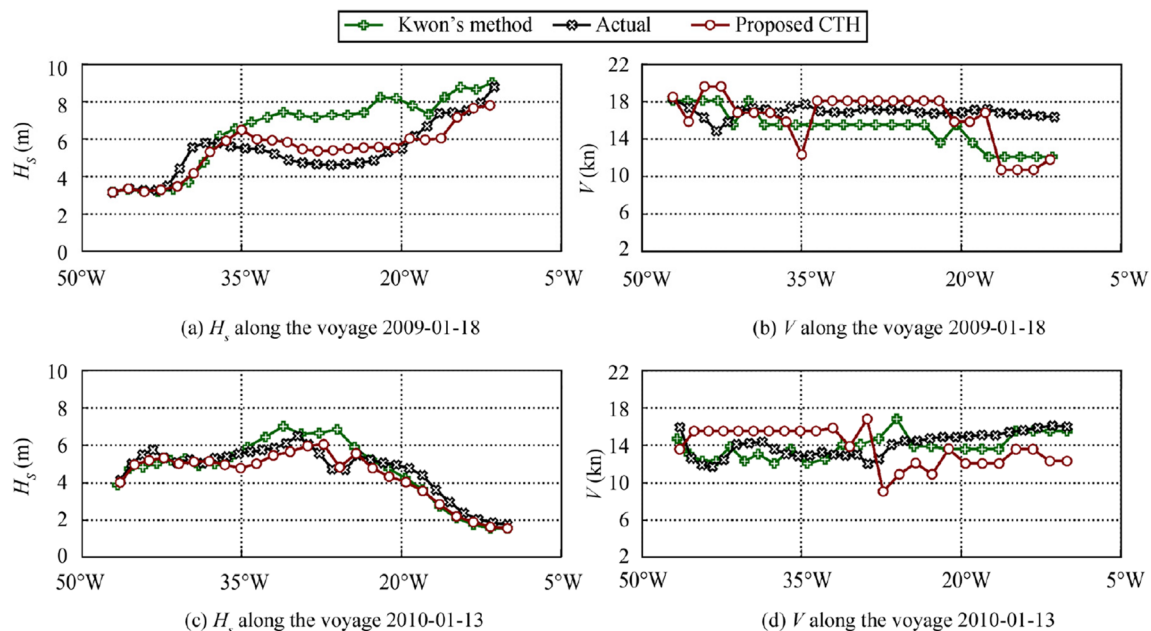 Kwon's method Actual Proposed CTH
10
8
6
4
2
0
H_s (m)
50°W 35°W 20°W 5°W
(a) H_s along the voyage 2009-01-18
22
18
14
10
6
2
V (kn)
50°W 35°W 20°W 5°W
(b) V along the voyage 2009-01-18
10
8
6
4
2
0
H_s (m)
50°W 35°W 20°W 5°W
(c) H_s along the voyage 2010-01-13
22
18
14
10
6
2
V (kn)
50°W 35°W 20°W 5°W
(d) V along the voyage 2010-01-13